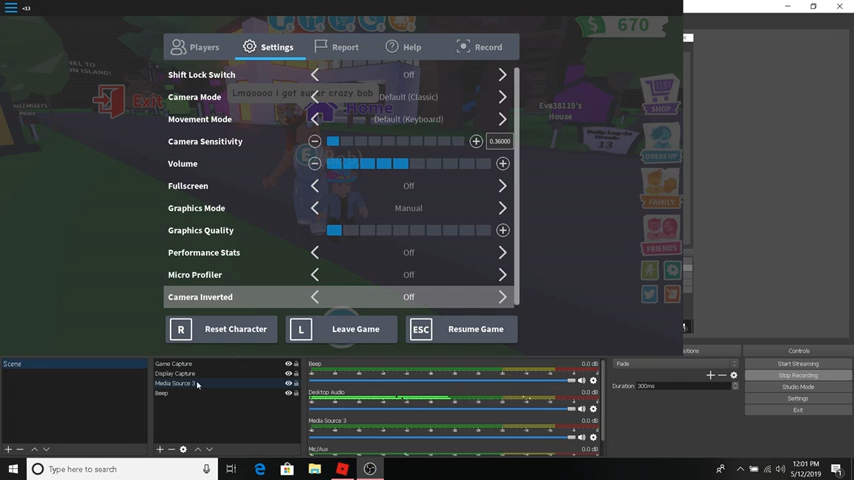 <13
670
Players
Settings
Report
Help
Record
Shift Lock Switch
Off
Lmaoooo I got super crazy bob
Camera Mode
Default (Classic)
Exit
Home
Eva38119's
House
SHOP
Movement Mode
Default (Keyboard)
Camera Sensitivity
0.36000
13
DRESS UP
Volume
Fullscreen
Off
FAMILY
Graphics Mode
Manual
Graphics Quality
FRIENDS
Performance Stats
Off
Micro Profiler
Off
Camera Inverted
Off
R
Reset Character
L
Leave Game
ESC
Resume Game
Scene
Game Capture
Display Capture
Media Source 3
Beep
Beep
0.0 dB
Desktop Audio
0.0 dB
Media Source 3
0.0 dB
Mic/Aux
0.0 dB
Fade
Duration
300ms
Controls
Start Streaming
Stop Recording
Studio Mode
Settings
Exit
Type here to search
12:01 PM
5/12/2019